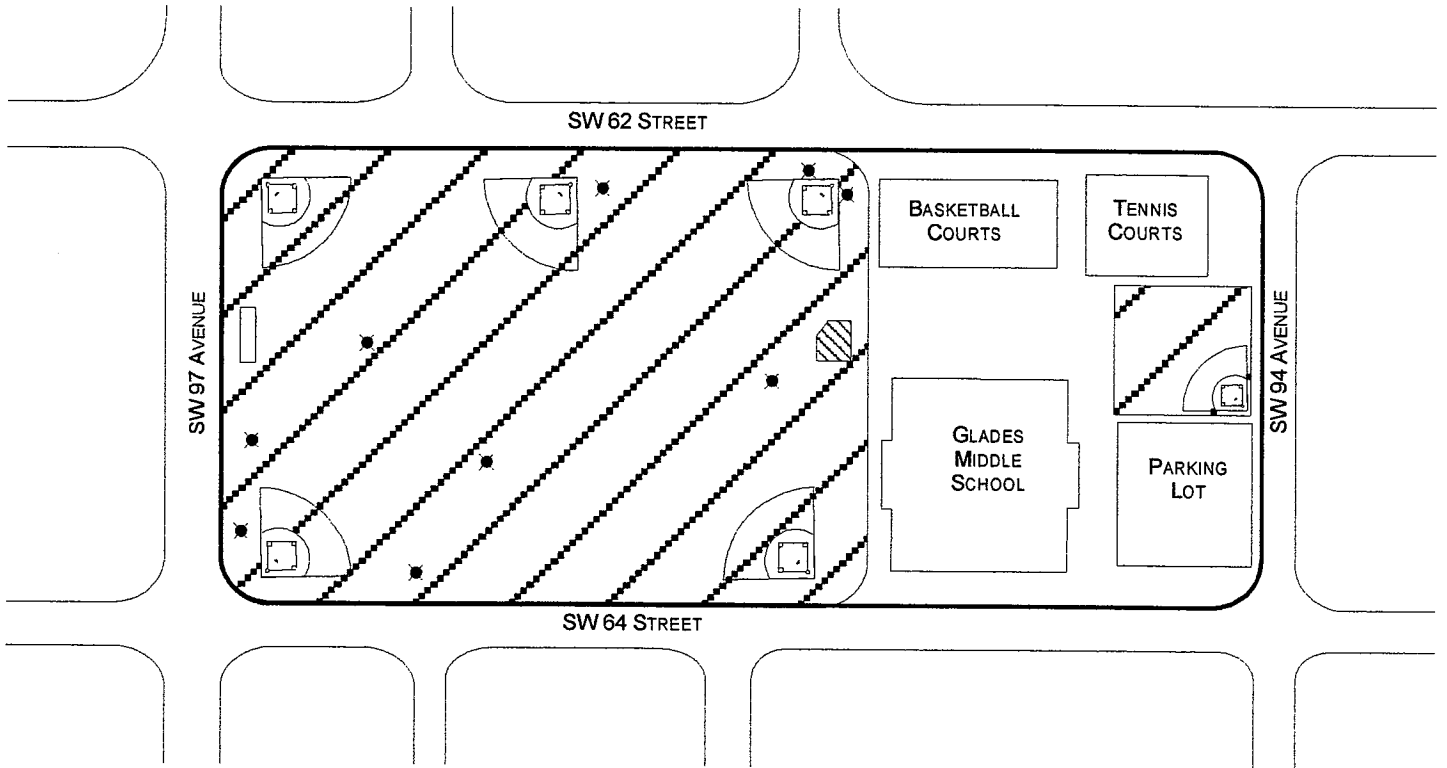 SW 62 STREET
BASKETBALL
COURTS
TENNIS
COURTS
SW 97 AVENUE
SW 94 AVENUE
GLADES
MIDDLE
SCHOOL
PARKING
LOT
SW 64 STREET